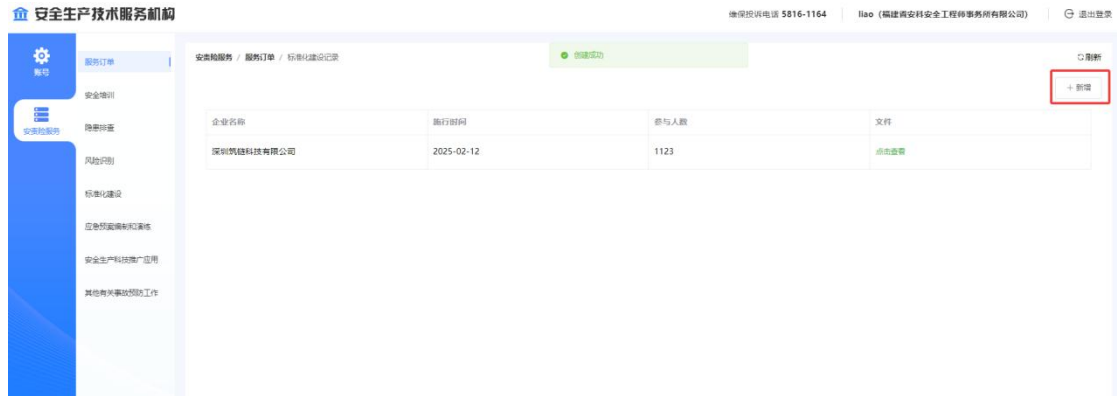 安全生产技术服务机构
维保投诉电话 5816-1164
liao（福建省安科安全工程师事务所有限公司）
退出登录
账号
安责险服务
服务订单
安全培训
隐患排查
风险识别
标准化建设
应急预案编制和演练
安全生产科技推广应用
其他有关事故预防工作
安责险服务 / 服务订单 / 标准化建设记录
创建成功
刷新
+ 新增
企业名称 施行时间 参与人数 文件
深圳筑链科技有限公司 2025-02-12 1123 点击查看